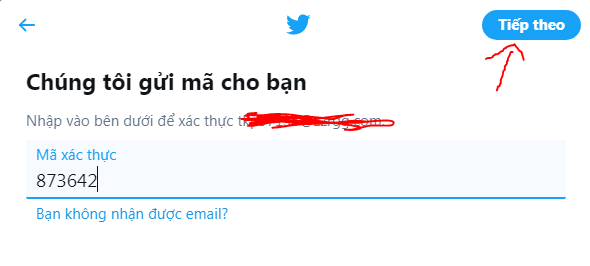 Tiếp theo
Chúng tôi gửi mã cho bạn
Nhập vào bên dưới để xác thực
Mã xác thực
873642
Bạn không nhận được email?